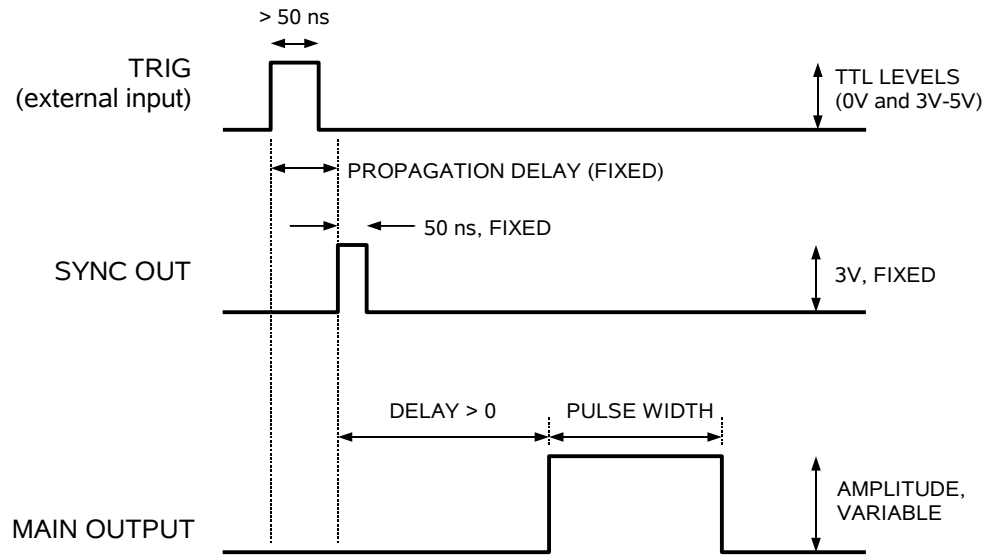 > 50 ns
TRIG
(external input)
TTL LEVELS
(0V and 3V-5V)
PROPAGATION DELAY (FIXED)
50 ns, FIXED
SYNC OUT
3V, FIXED
DELAY > 0
PULSE WIDTH
AMPLITUDE,
VARIABLE
MAIN OUTPUT